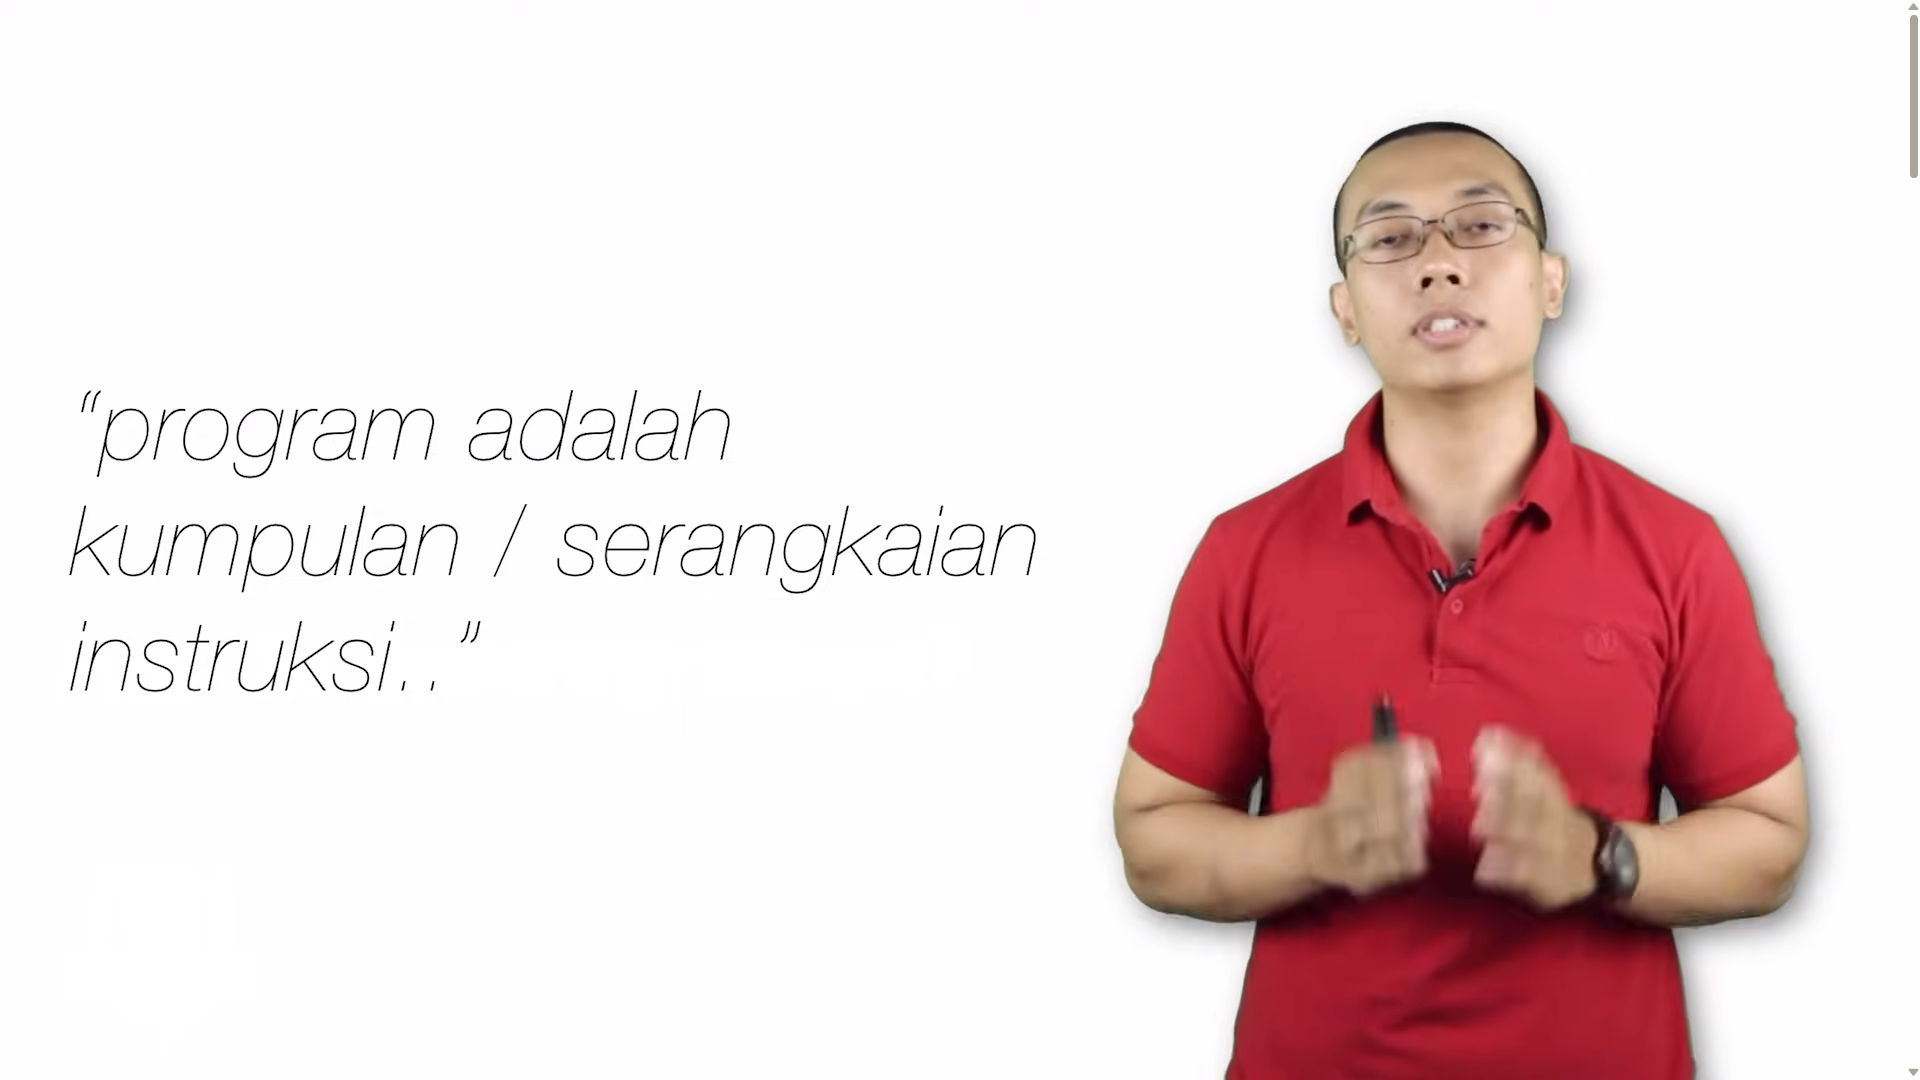 “program adalah
kumpulan / serangkaian
instruksi..”